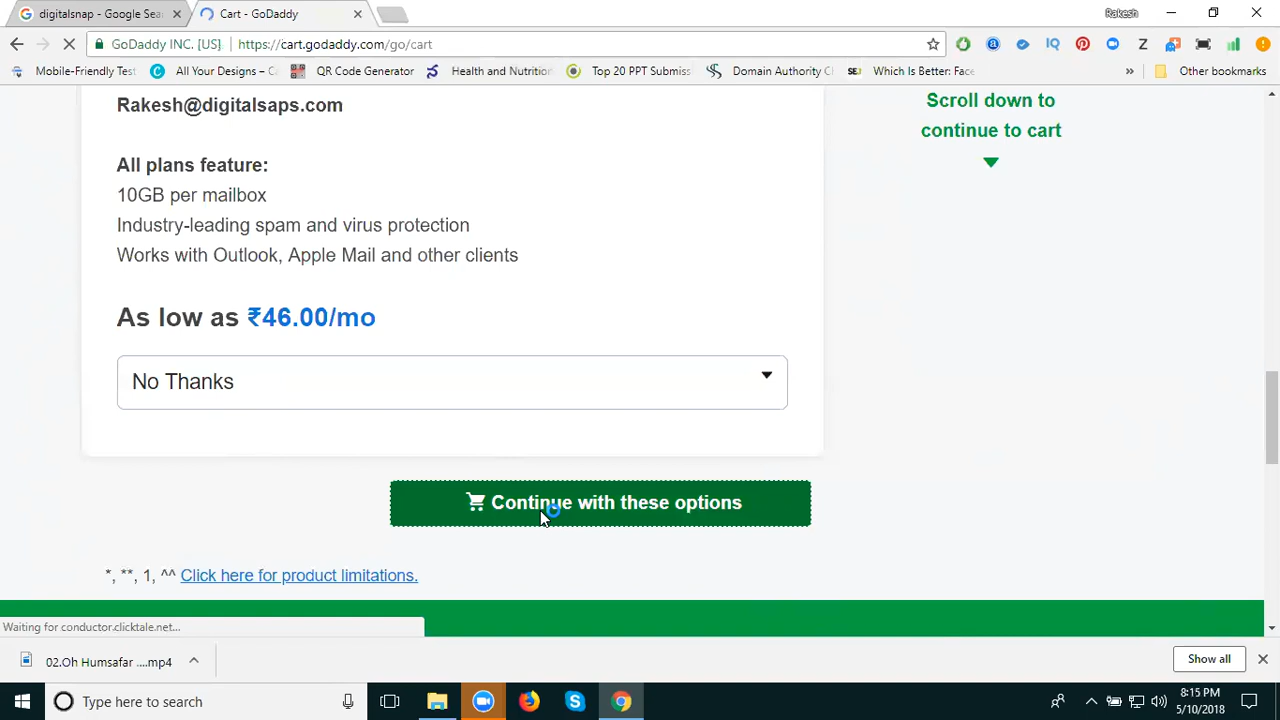 digitalsnap - Google Sea
Cart - GoDaddy
Rakesh
GoDaddy INC. [US]
https://cart.godaddy.com/go/cart
Mobile-Friendly Test
All Your Designs – C
QR Code Generator
Health and Nutrition
Top 20 PPT Submiss
Domain Authority Cl
Which Is Better: Face
»
Other bookmarks
Rakesh@digitalsaps.com
Scroll down to
continue to cart
All plans feature:
10GB per mailbox
Industry-leading spam and virus protection
Works with Outlook, Apple Mail and other clients
As low as ₹46.00/mo
No Thanks
Continue with these options
*, **, 1, ^^ Click here for product limitations.
Waiting for conductor.clicktale.net...
02.Oh Humsafar ....mp4
Show all
Type here to search
8:15 PM
5/10/2018